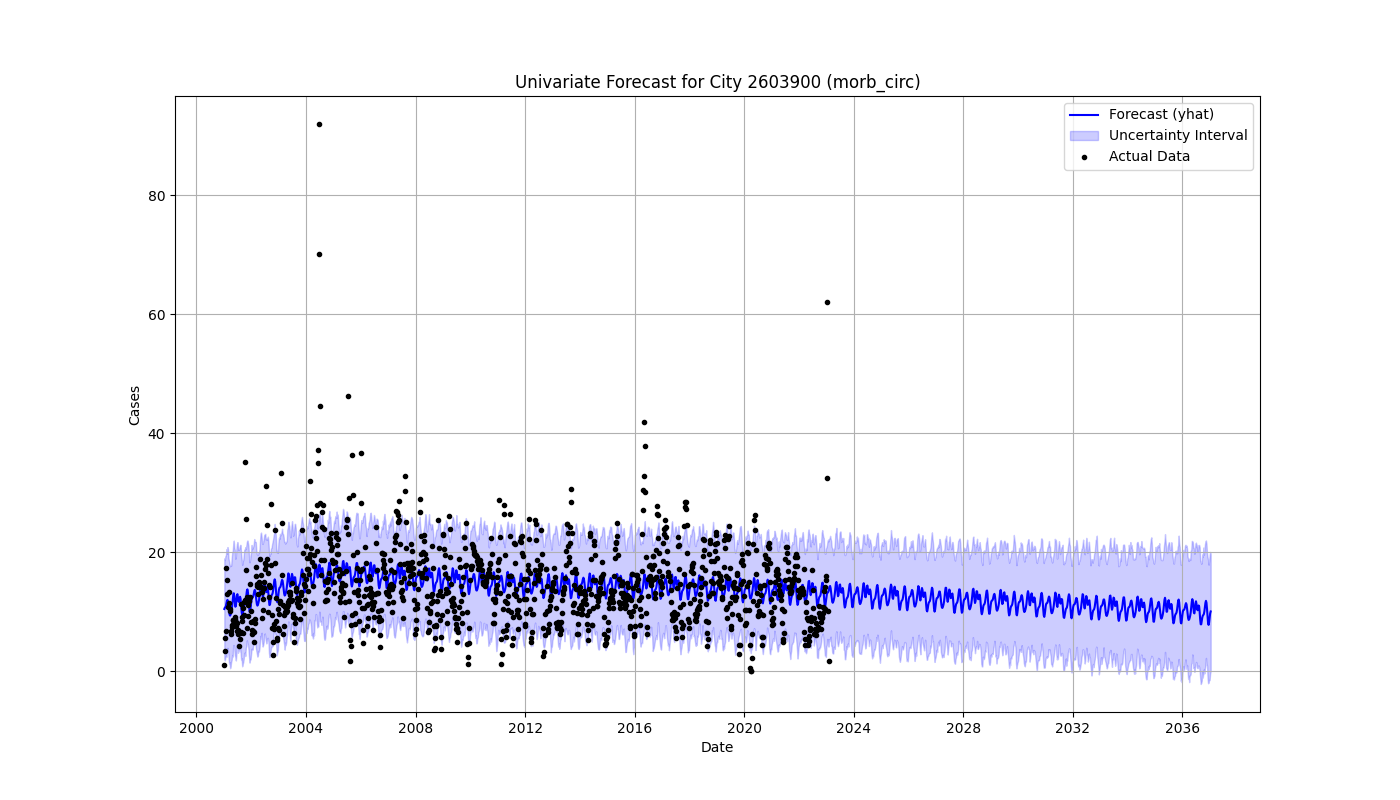 Univariate Forecast for City 2603900 (morb_circ)
Forecast (yhat)
Uncertainty Interval
Actual Data
Cases
80
60
40
20
0
2000 2004 2008 2012 2016 2020 2024 2028 2032 2036
Date